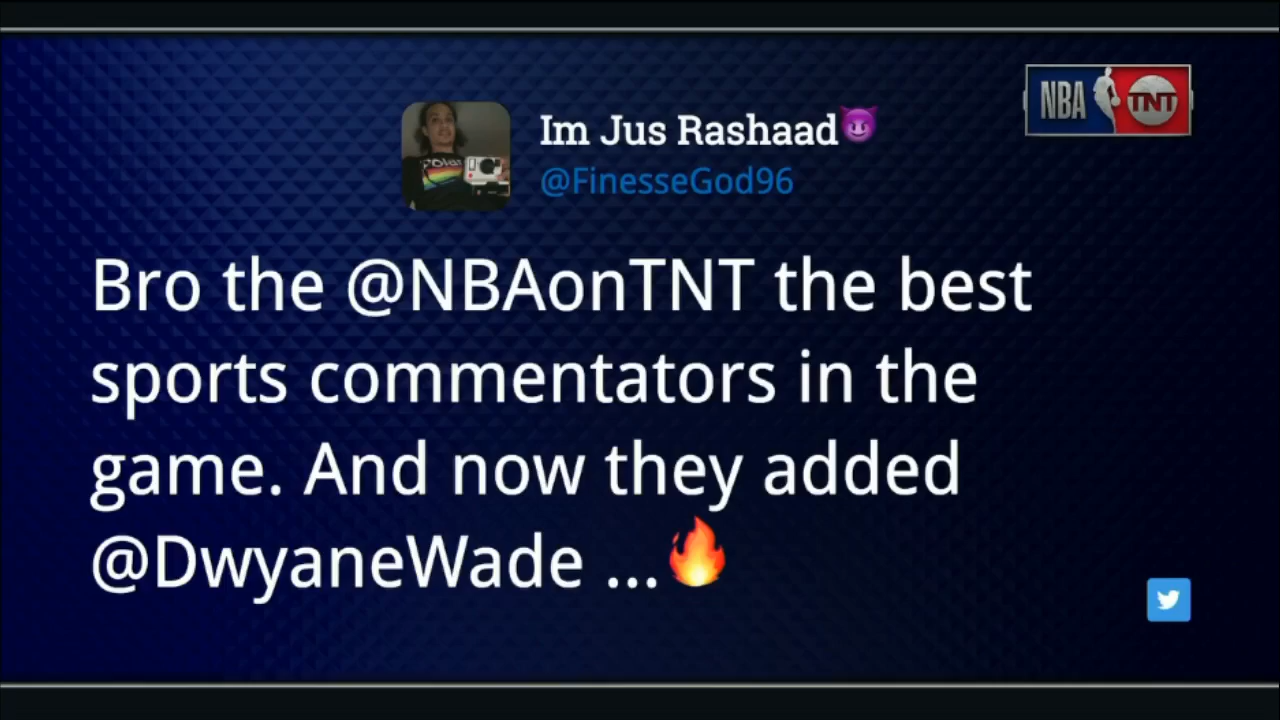 NBA TNT
Im Jus Rashaad😈
@FinesseGod96
Bro the @NBAonTNT the best
sports commentators in the
game. And now they added
@DwyaneWade ...🔥